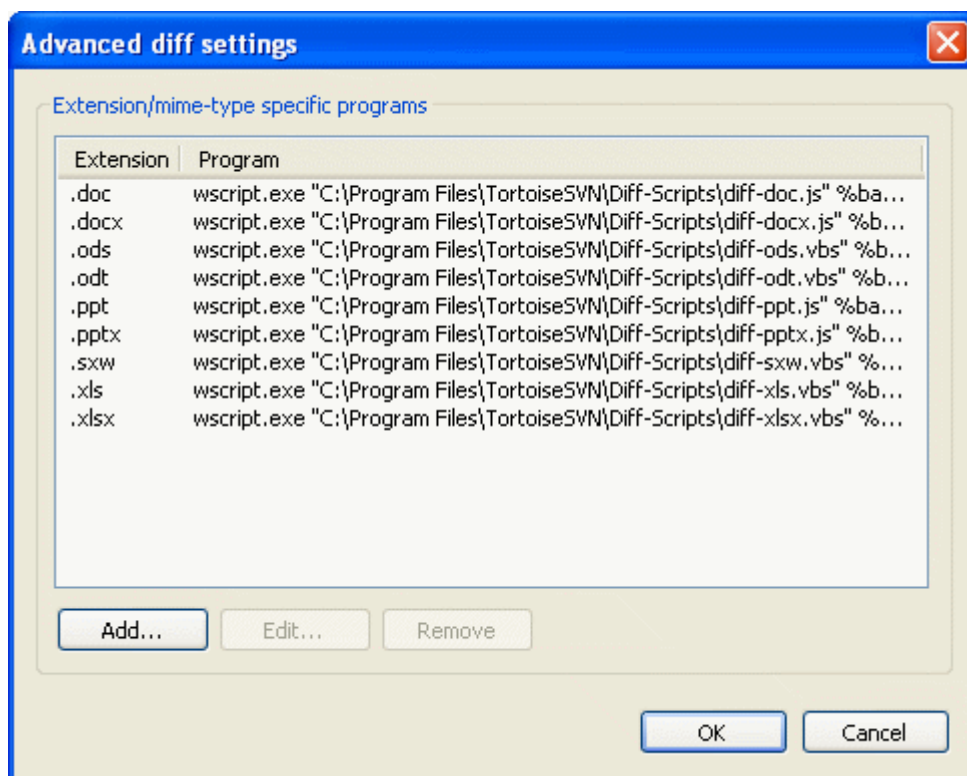 Advanced diff settings
Extension/mime-type specific programs
Extension Program
.doc wscript.exe "C:\Program Files\TortoiseSVN\Diff-Scripts\diff-doc.js" %ba...
.docx wscript.exe "C:\Program Files\TortoiseSVN\Diff-Scripts\diff-docx.js" %b...
.ods wscript.exe "C:\Program Files\TortoiseSVN\Diff-Scripts\diff-ods.vbs" %b...
.odt wscript.exe "C:\Program Files\TortoiseSVN\Diff-Scripts\diff-odt.vbs" %b...
.ppt wscript.exe "C:\Program Files\TortoiseSVN\Diff-Scripts\diff-ppt.js" %ba...
.pptx wscript.exe "C:\Program Files\TortoiseSVN\Diff-Scripts\diff-pptx.js" %b...
.sxw wscript.exe "C:\Program Files\TortoiseSVN\Diff-Scripts\diff-sxw.vbs" %...
.xls wscript.exe "C:\Program Files\TortoiseSVN\Diff-Scripts\diff-xls.vbs" %b...
.xlsx wscript.exe "C:\Program Files\TortoiseSVN\Diff-Scripts\diff-xlsx.vbs" %...
Add... Edit... Remove
OK Cancel